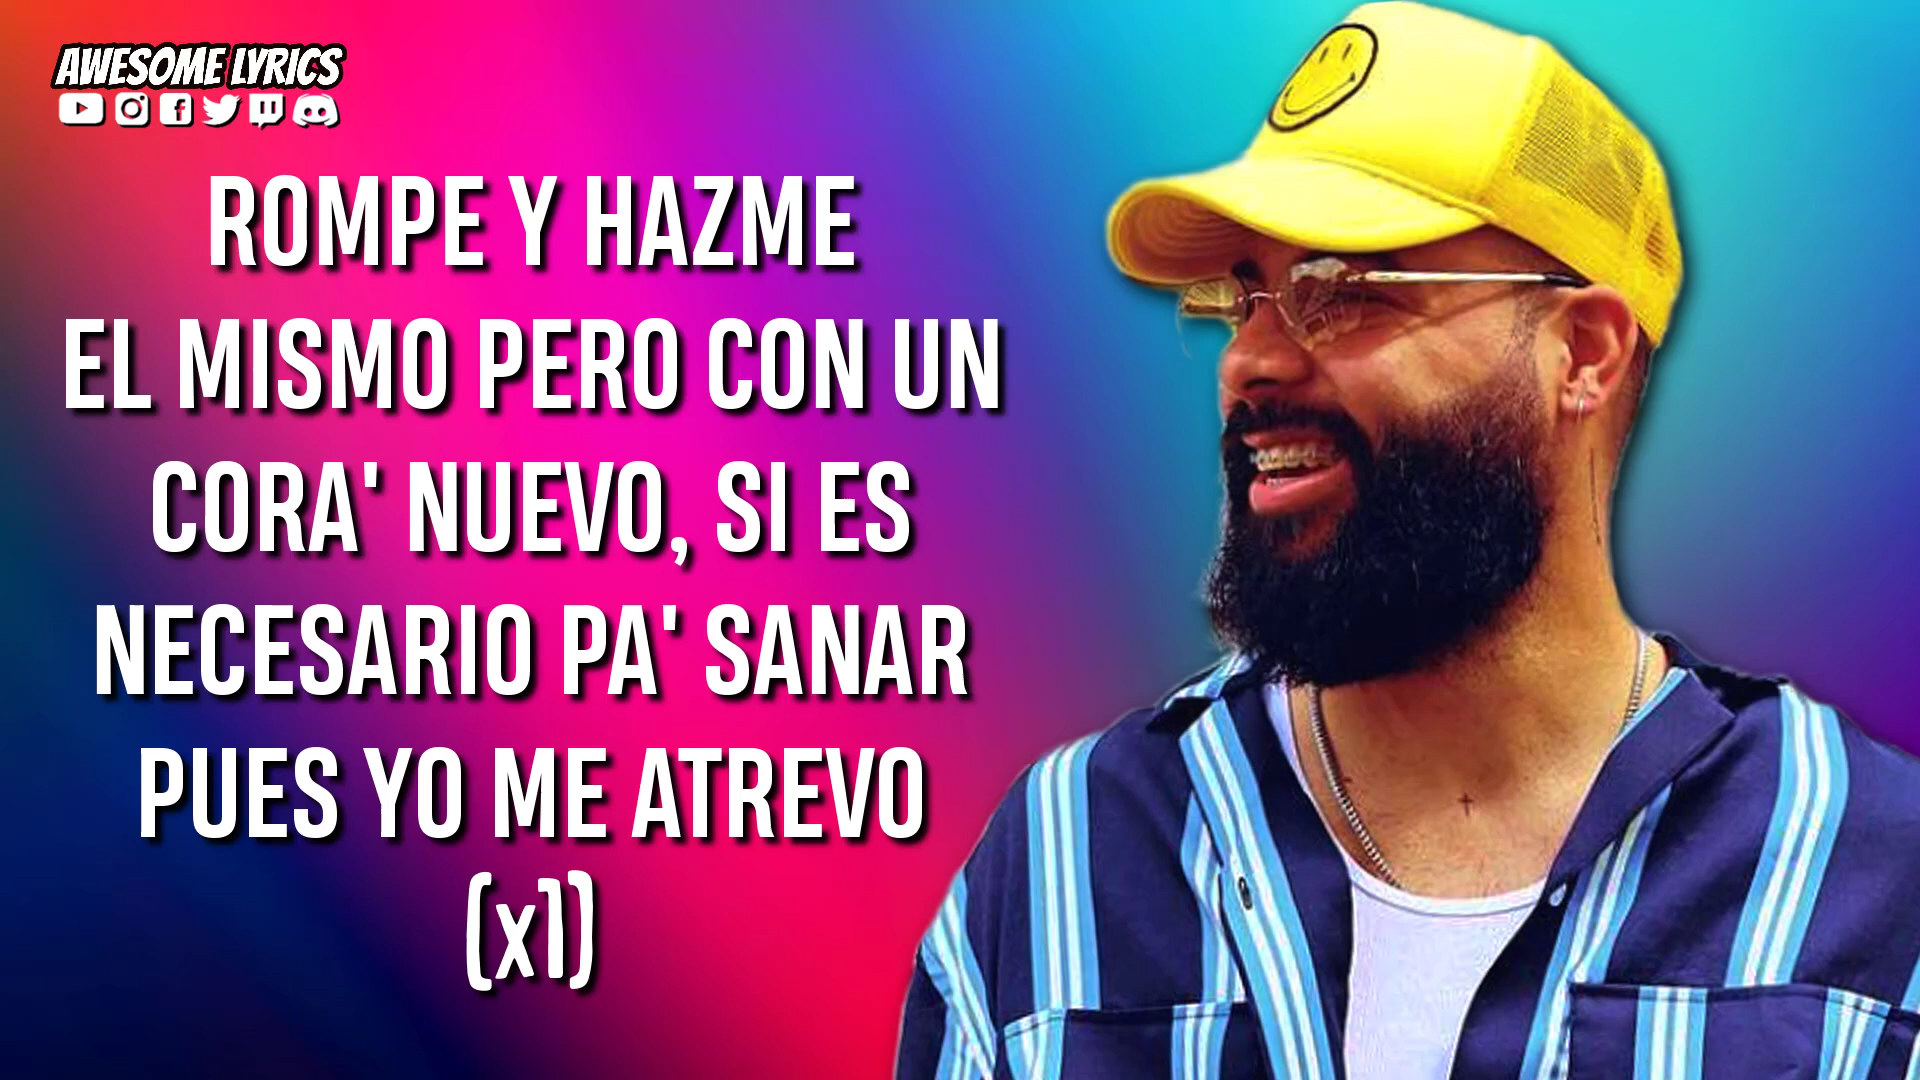 AWESOME LYRICS
ROMPE Y HAZME
EL MISMO PERO CON UN
CORA' NUEVO, SI ES
NECESARIO PA' SANAR
PUES YO ME ATREVO
(x1)